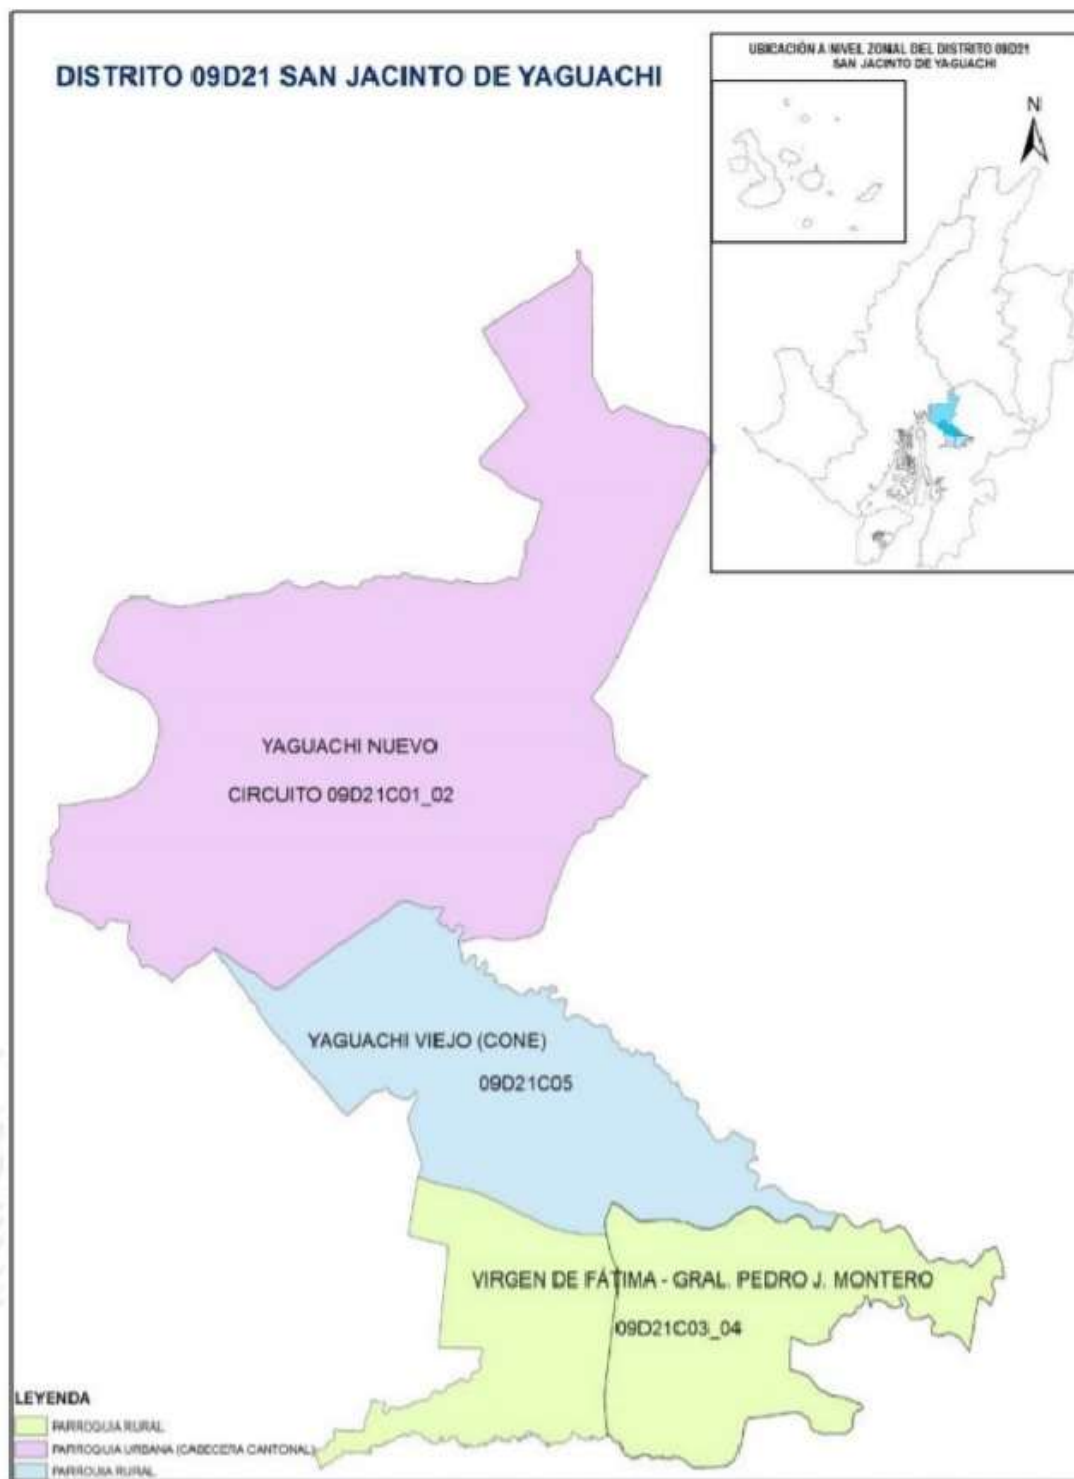 DISTRITO 09D21 SAN JACINTO DE YAGUACHI
UBICACIÓN A NIVEL ZONAL DEL DISTRITO 09D21
SAN JACINTO DE YAGUACHI
N
YAGUACHI NUEVO
CIRCUITO 09D21C01_02
YAGUACHI VIEJO (CONE)
09D21C05
VIRGEN DE FÁTIMA - GRAL. PEDRO J. MONTERO
09D21C03_04
LEYENDA
PARROQUIA RURAL
PARROQUIA URBANA (CABECERA CANTONAL)
PARROUIA RURAL